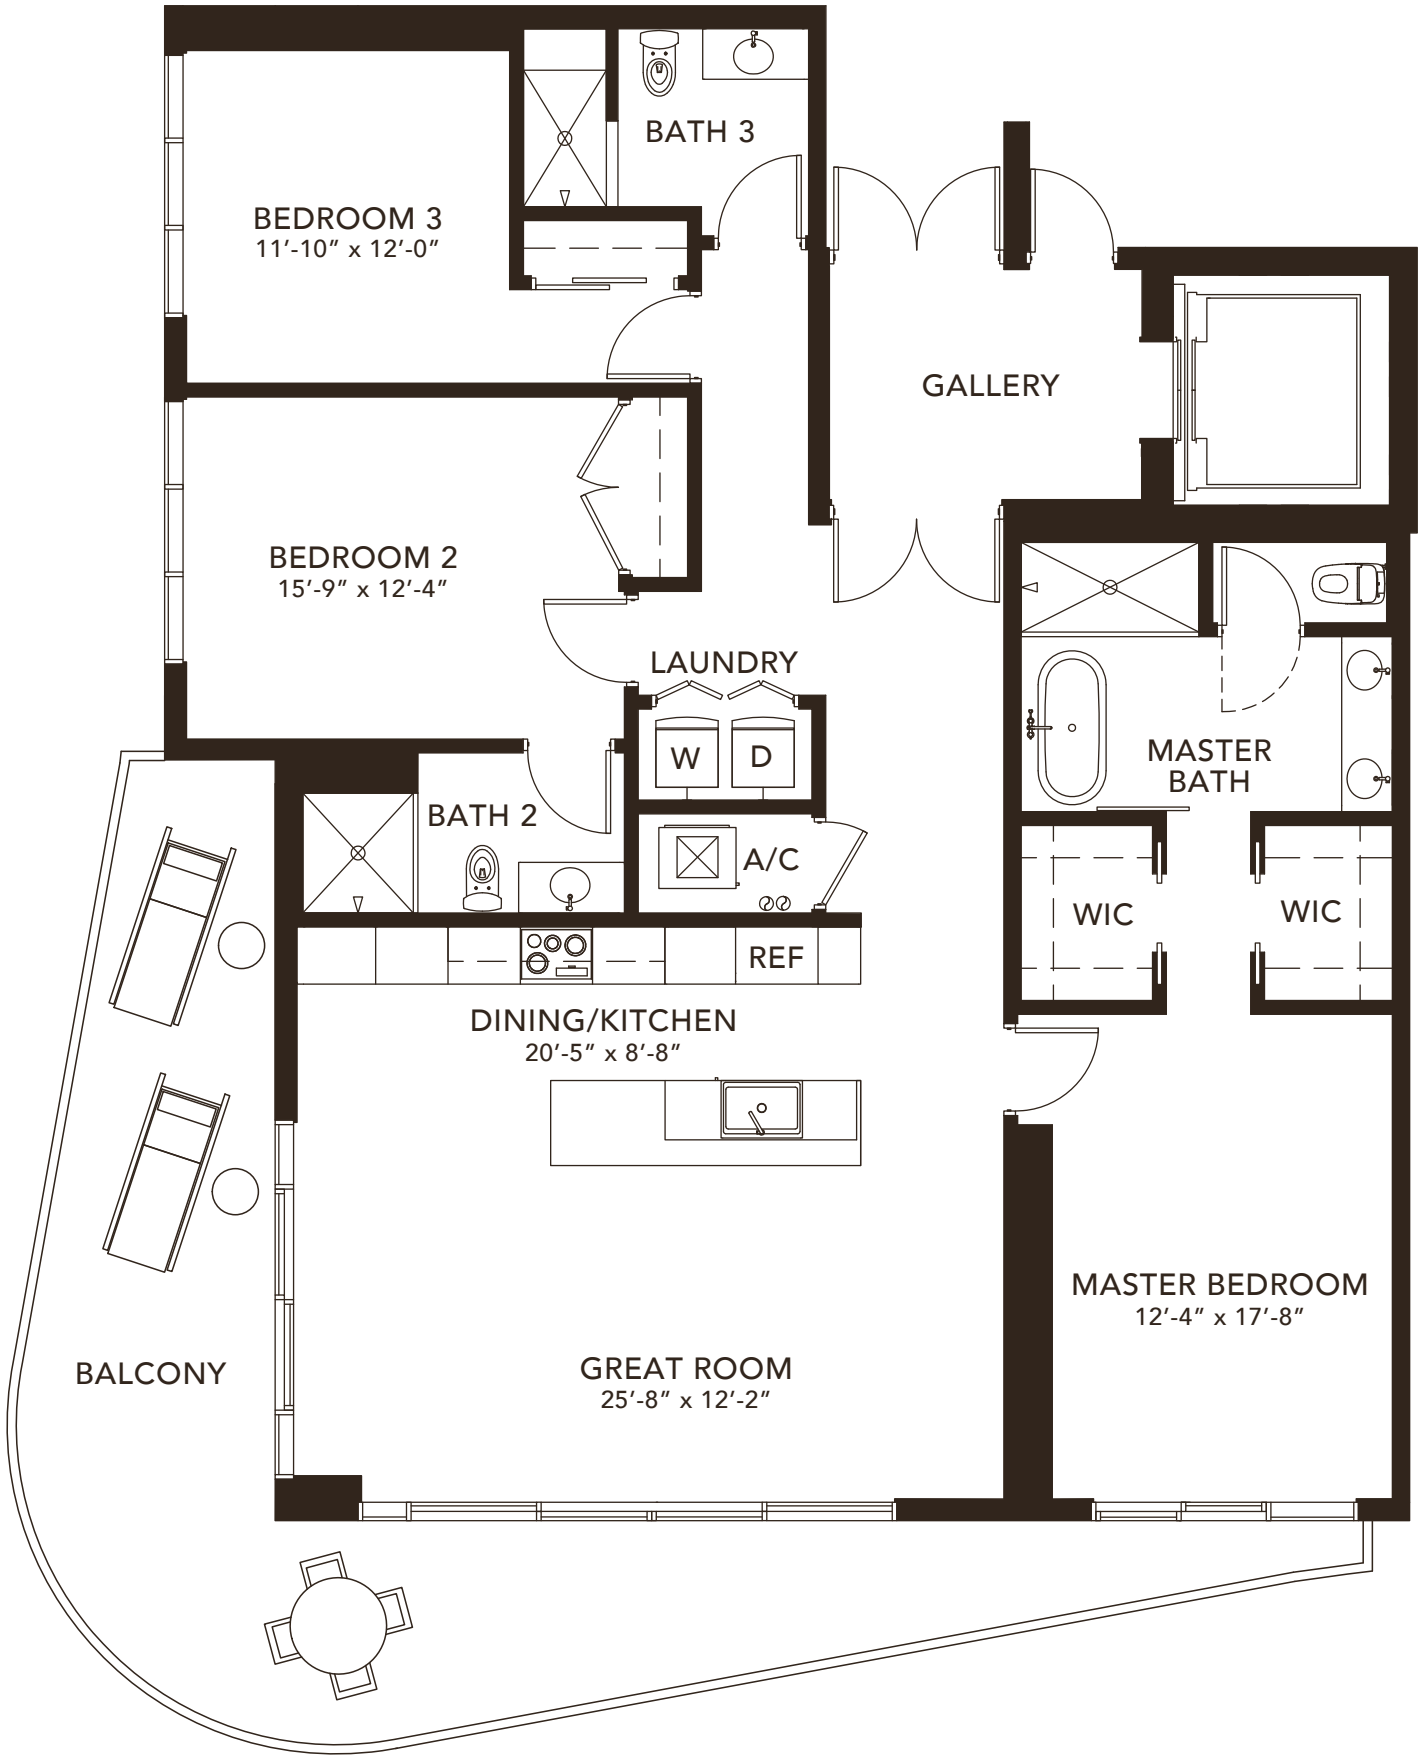 BATH 3
BEDROOM 3
11'-10" x 12'-0"
GALLERY
BEDROOM 2
15'-9" x 12'-4"
LAUNDRY
W
D
MASTER
BATH
BATH 2
A/C
WIC
WIC
REF
DINING/KITCHEN
20'-5" x 8'-8"
MASTER BEDROOM
12'-4" x 17'-8"
BALCONY
GREAT ROOM
25'-8" x 12'-2"